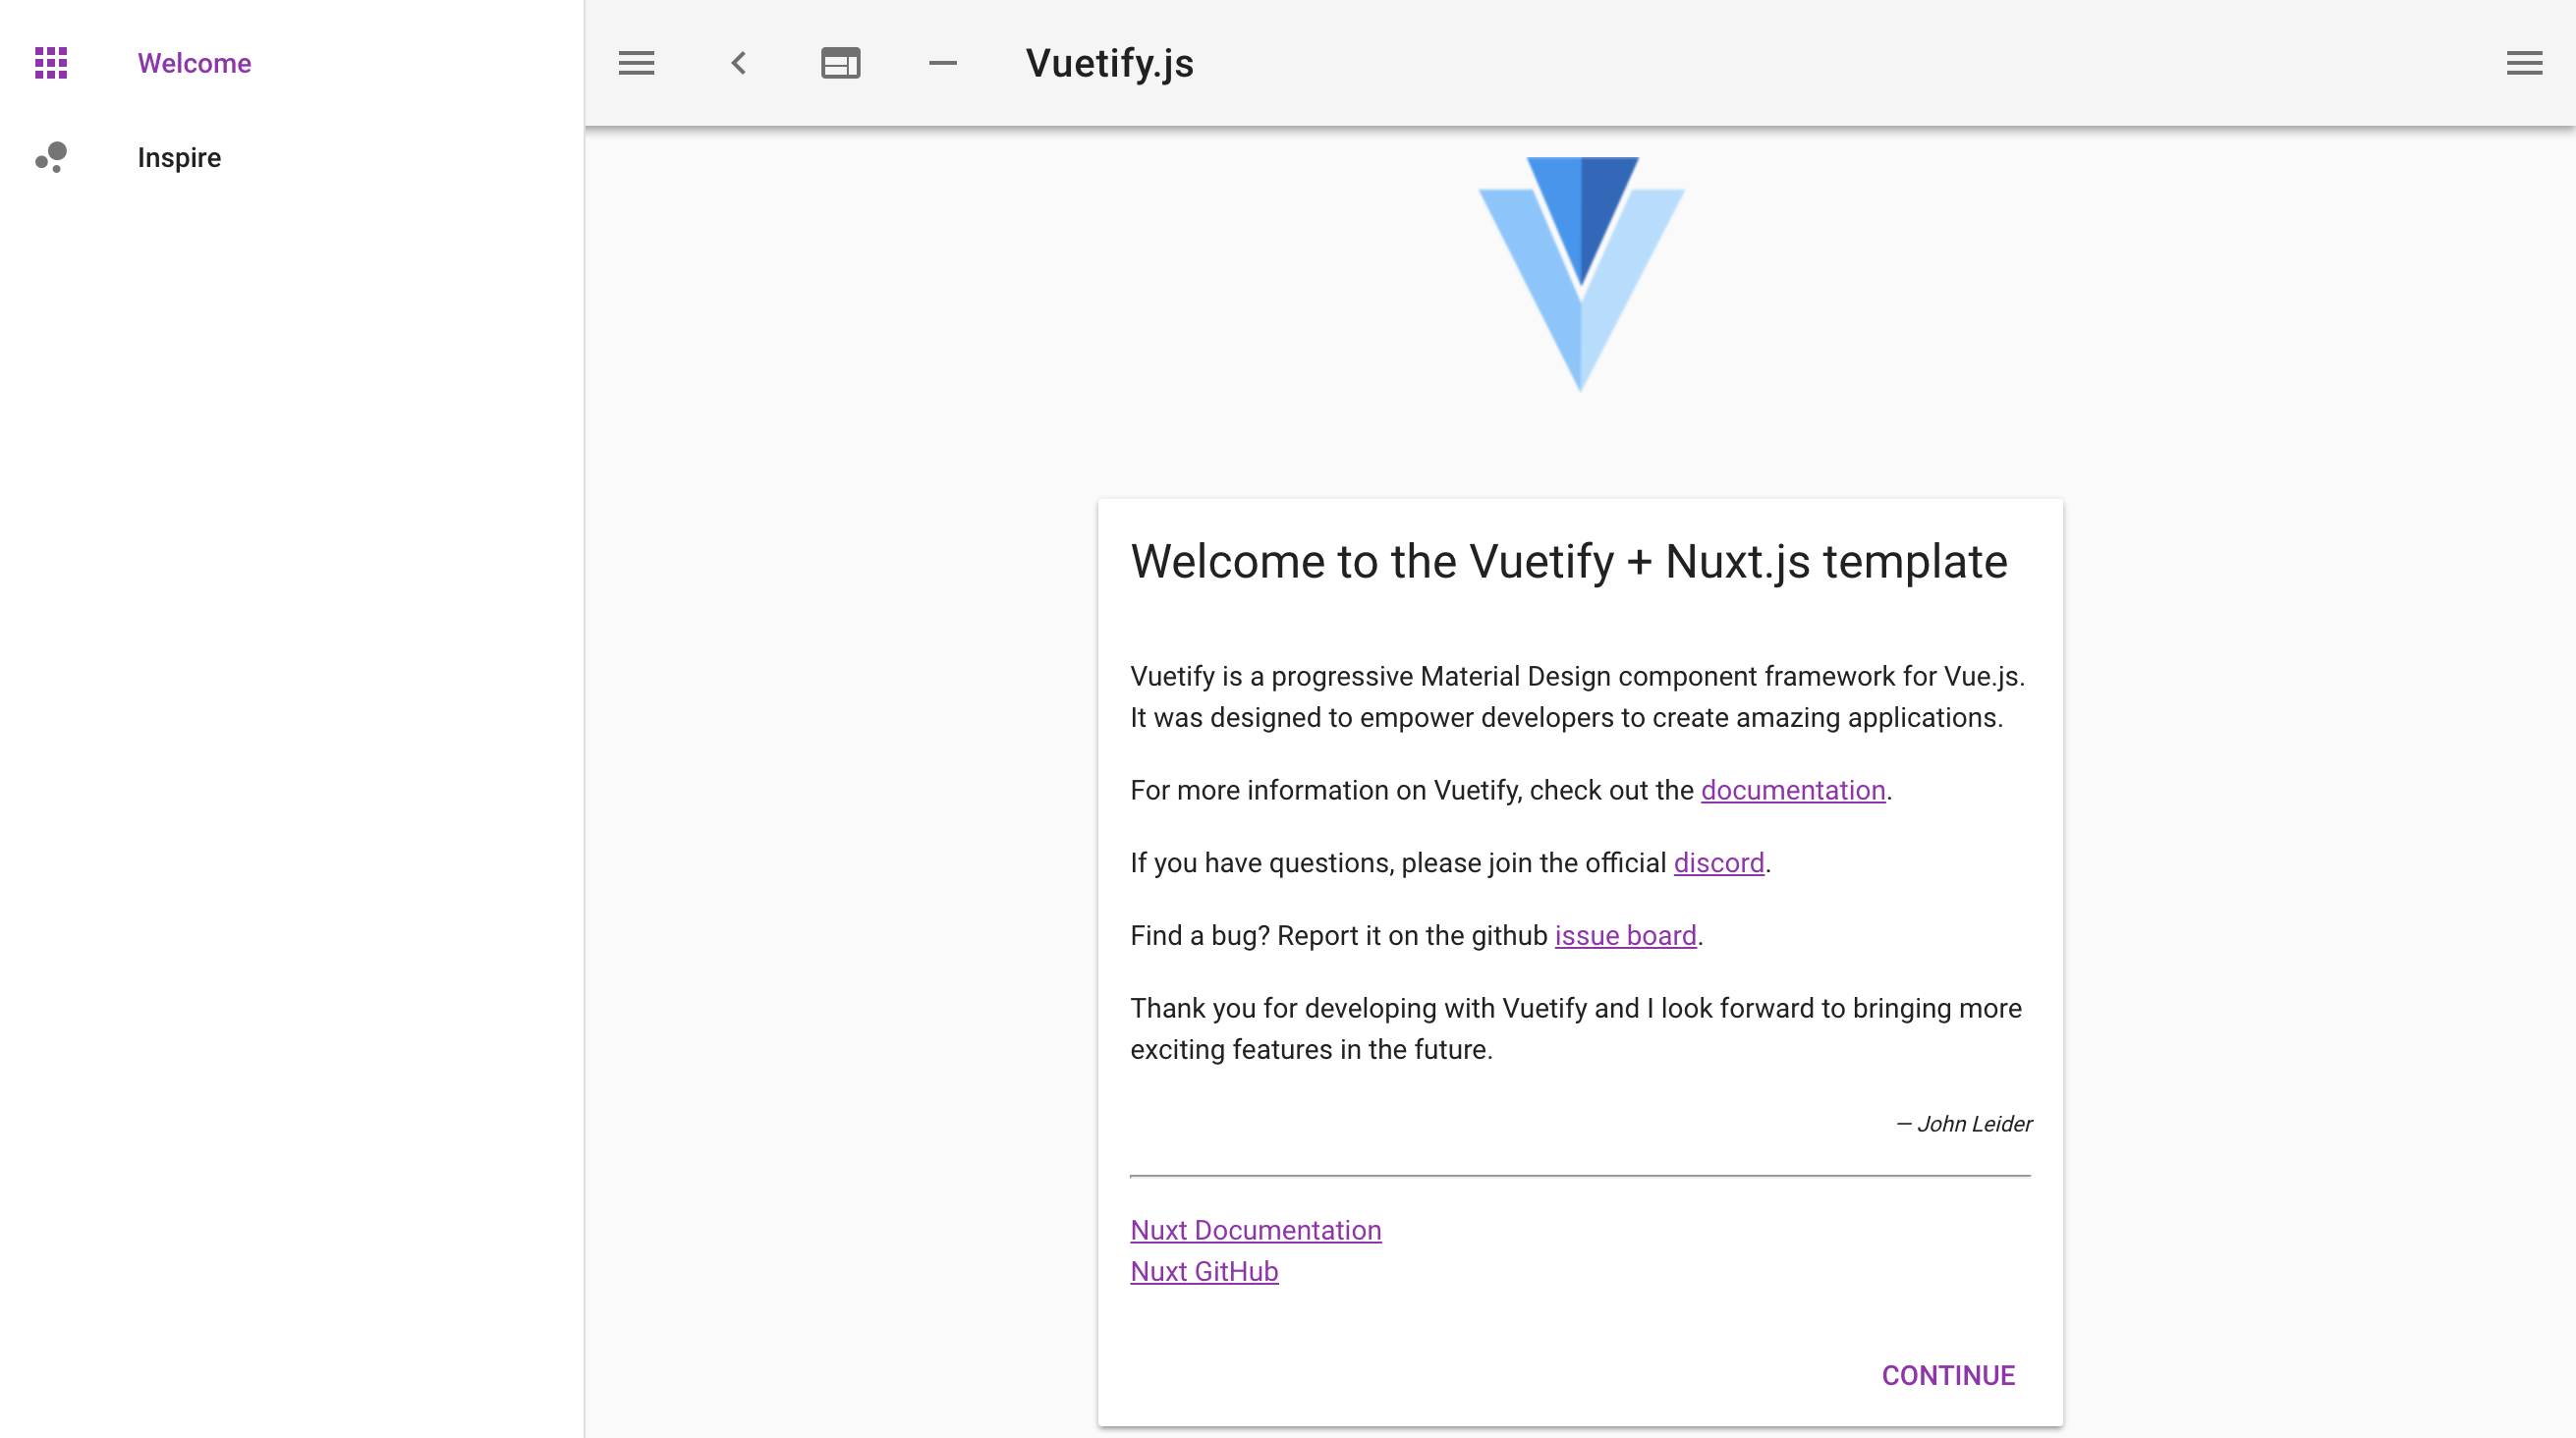 Welcome
Inspire
Vuetify.js
Welcome to the Vuetify + Nuxt.js template
Vuetify is a progressive Material Design component framework for Vue.js.
It was designed to empower developers to create amazing applications.
For more information on Vuetify, check out the documentation.
If you have questions, please join the official discord.
Find a bug? Report it on the github issue board.
Thank you for developing with Vuetify and I look forward to bringing more
exciting features in the future.
— John Leider
Nuxt Documentation
Nuxt GitHub
CONTINUE